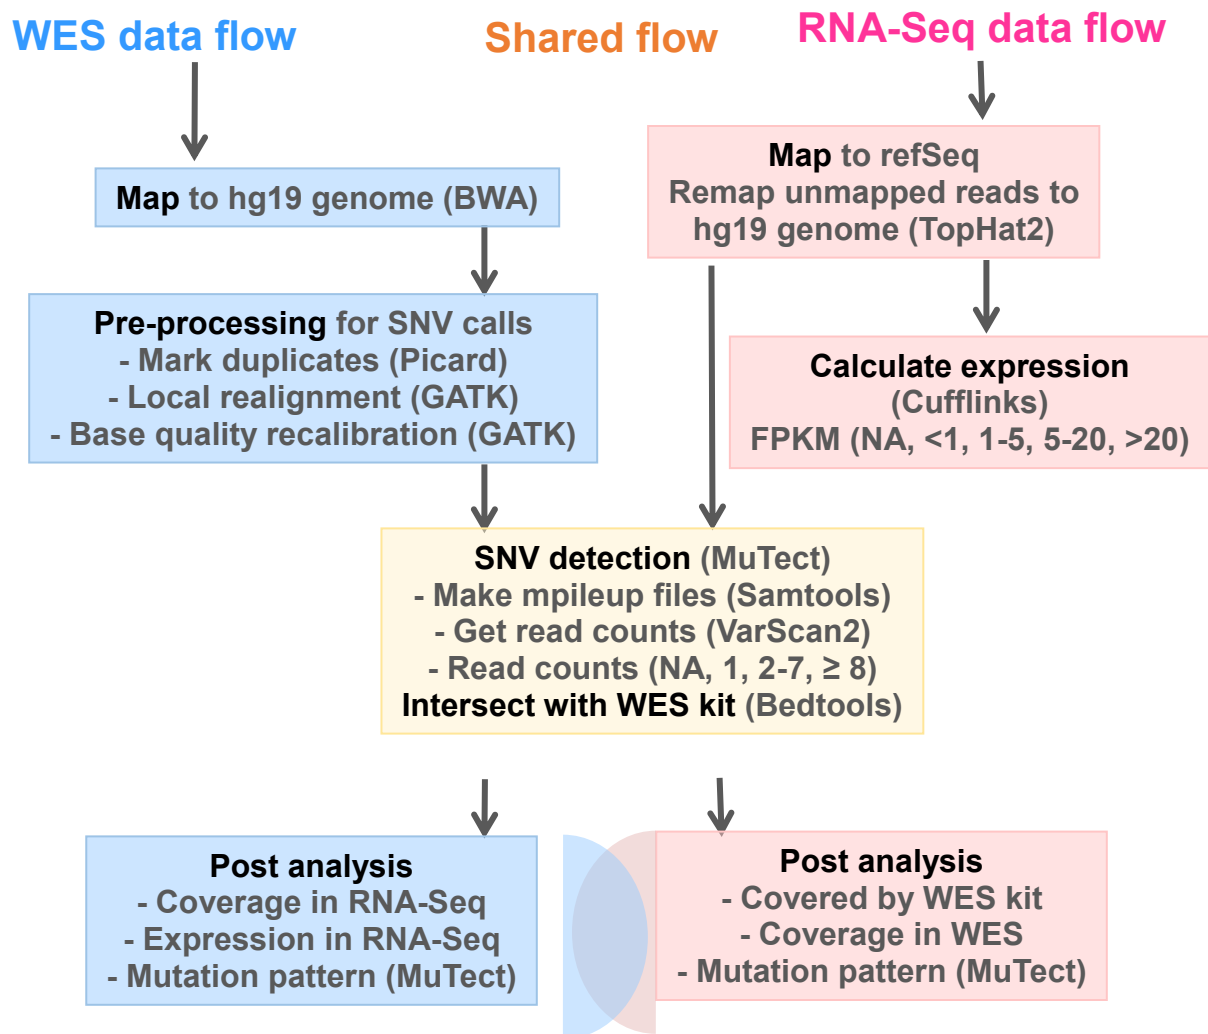 WES data flow
Shared flow
RNA-Seq data flow
Map to hg19 genome (BWA)
Map to refSeq
Remap unmapped reads to
hg19 genome (TopHat2)
Pre-processing for SNV calls
- Mark duplicates (Picard)
- Local realignment (GATK)
- Base quality recalibration (GATK)
Calculate expression
(Cufflinks)
FPKM (NA, <1, 1-5, 5-20, >20)
SNV detection (MuTect)
- Make mpileup files (Samtools)
- Get read counts (VarScan2)
- Read counts (NA, 1, 2-7, ≥ 8)
Intersect with WES kit (Bedtools)
Post analysis
- Coverage in RNA-Seq
- Expression in RNA-Seq
- Mutation pattern (MuTect)
Post analysis
- Covered by WES kit
- Coverage in WES
- Mutation pattern (MuTect)